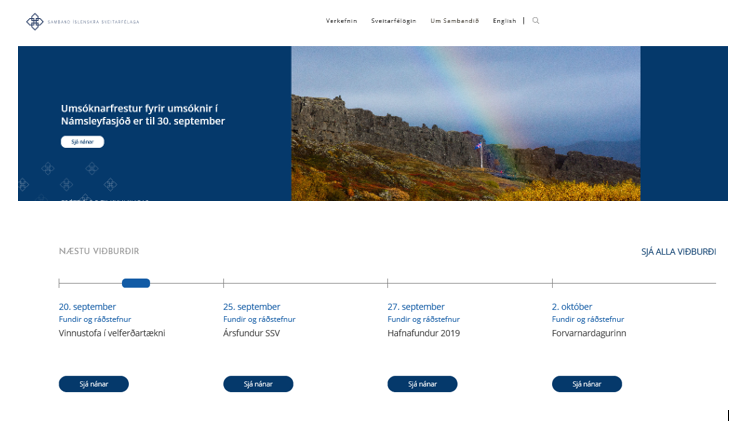 SAMBAND ÍSLENSKRA SVEITARFÉLAGA
Verkefnin Sveitarfélögin Um Sambandið English
Umsóknarfrestur fyrir umsóknir í
Námsleyfasjóð er til 30. september
Sjá nánar
NÆSTU VIÐBURÐIR
SJÁ ALLA VIÐBURÐI
20. september
Fundir og ráðstefnur
Vinnustofa í velferðartækni
Sjá nánar
25. september
Fundir og ráðstefnur
Ársfundur SSV
Sjá nánar
27. september
Fundir og ráðstefnur
Hafnafundur 2019
Sjá nánar
2. október
Fundir og ráðstefnur
Forvarnardagurinn
Sjá nánar